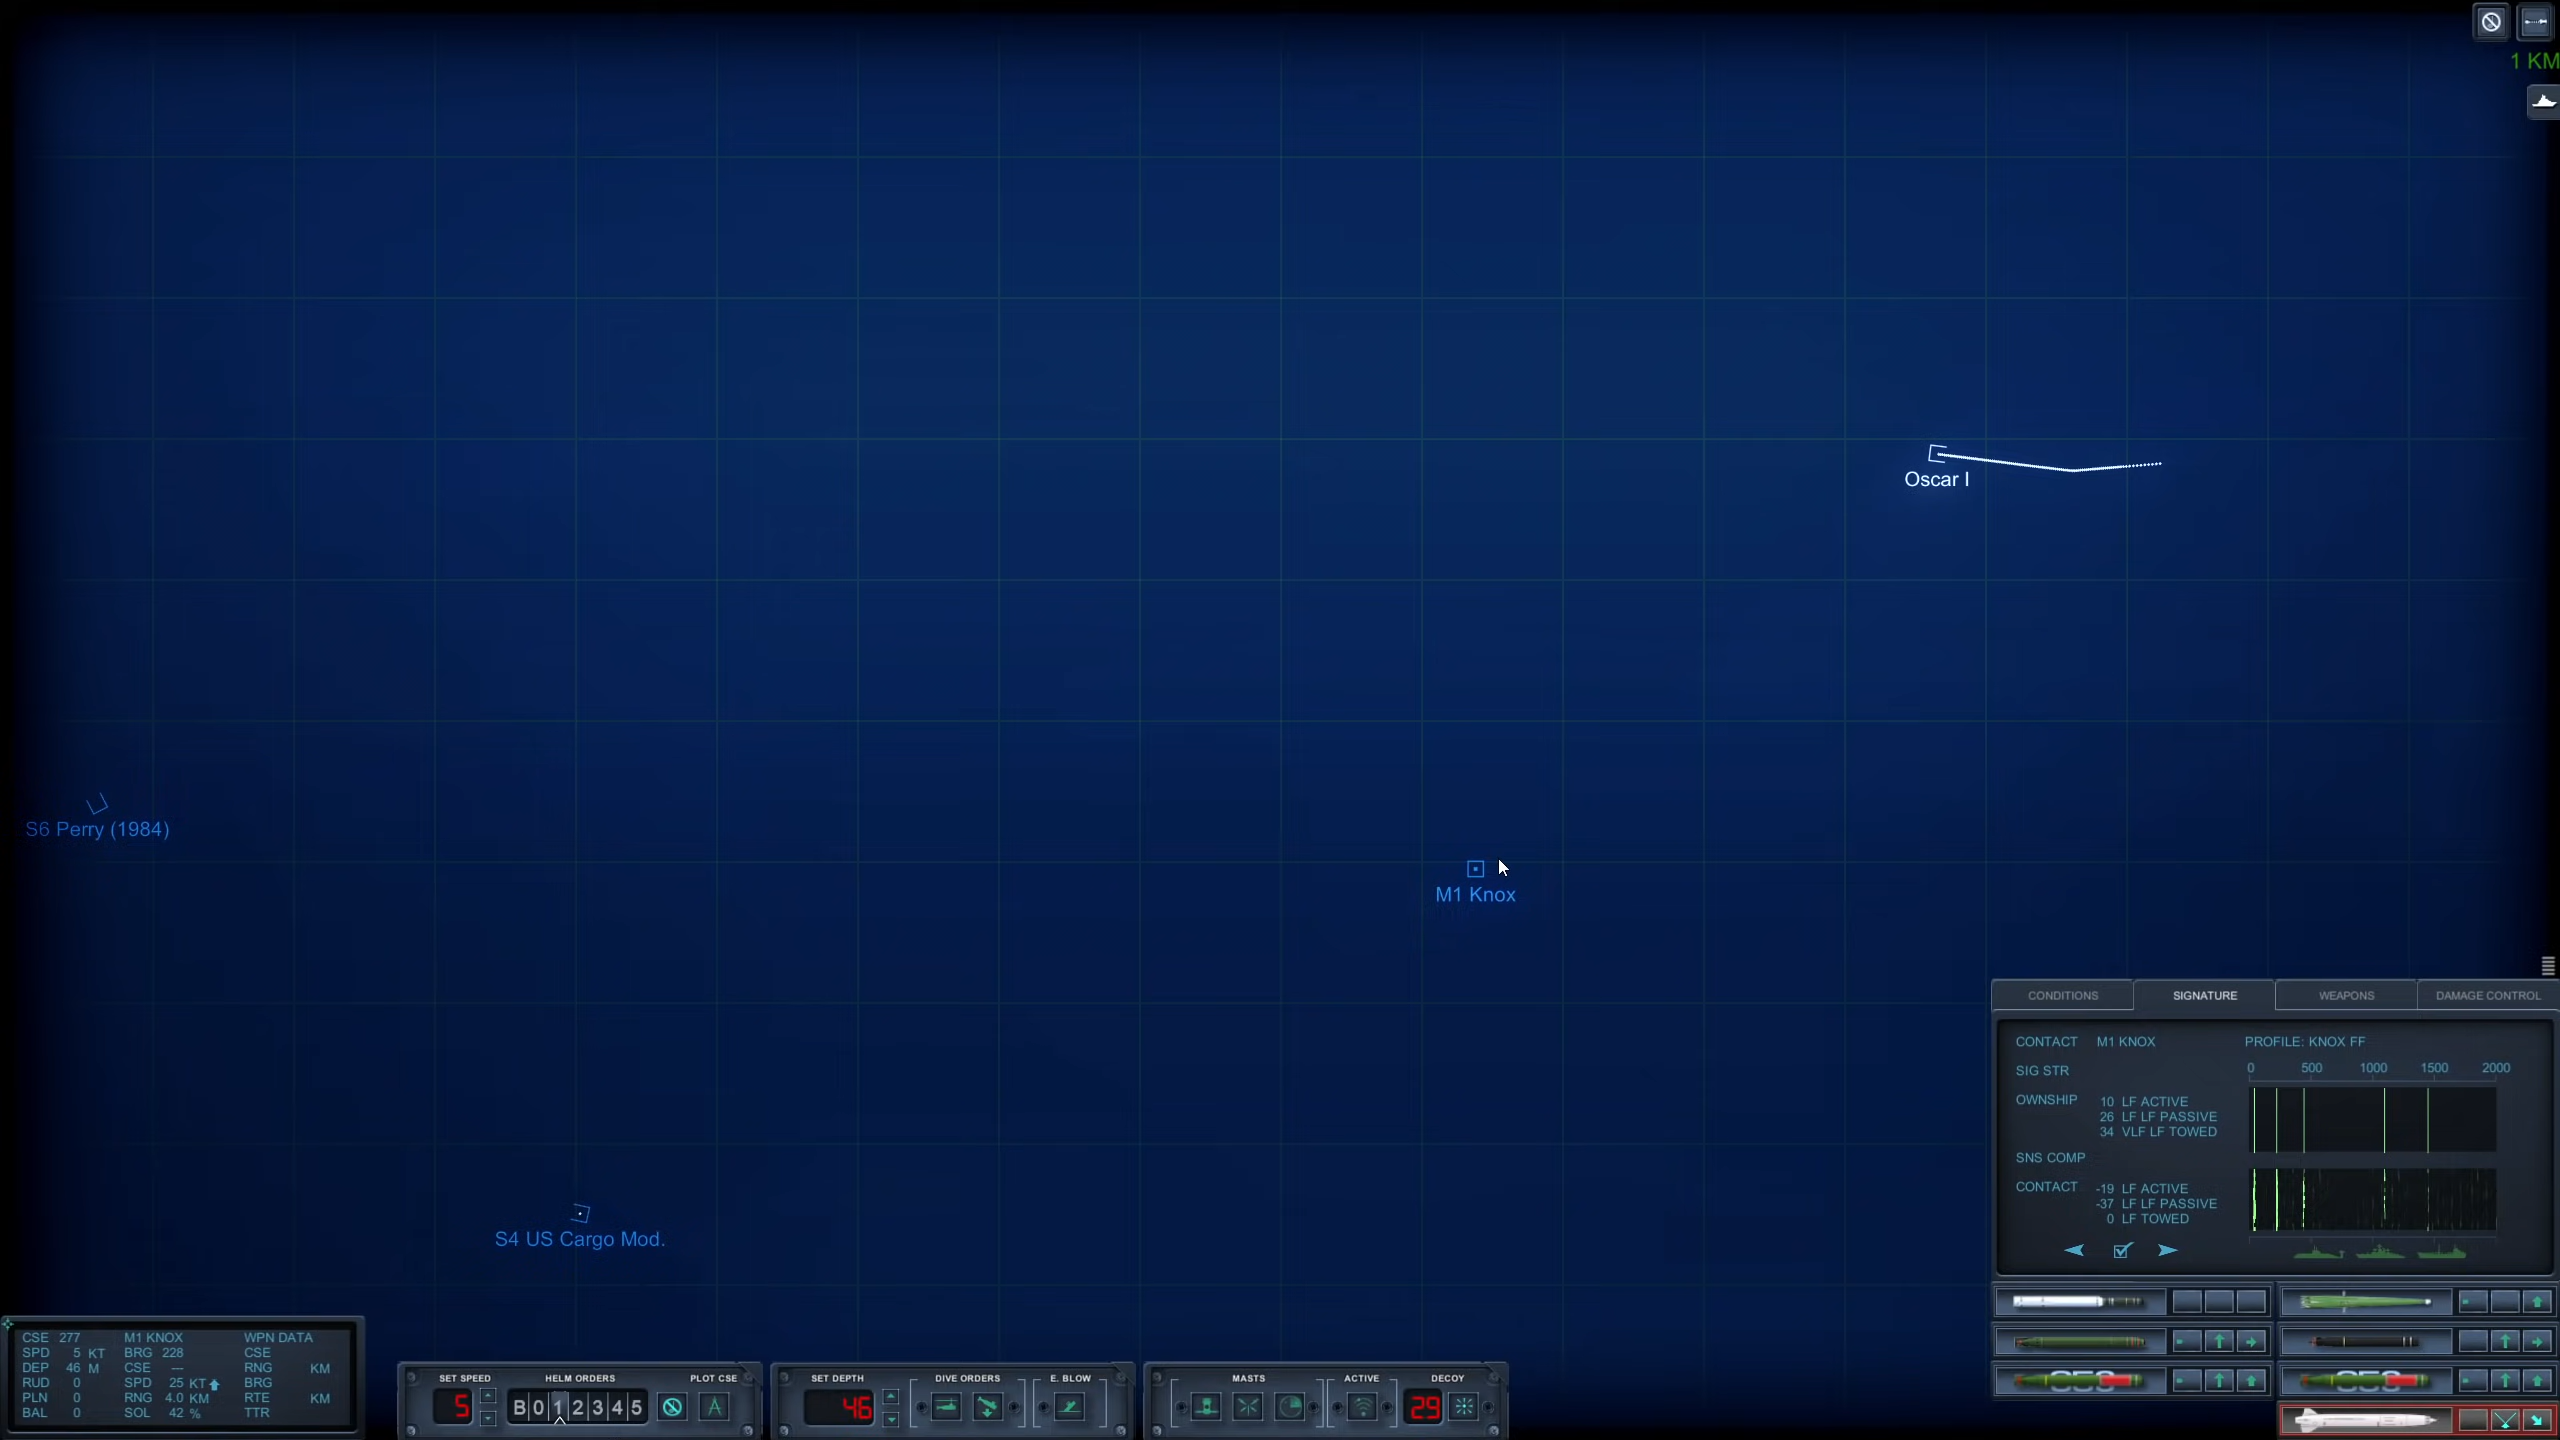 1 KM
Oscar I
S6 Perry (1984)
M1 Knox
S4 US Cargo Mod.
CONDITIONS SIGNATURE WEAPONS DAMAGE CONTROL
CONTACT M1 KNOX PROFILE: KNOX FF
SIG STR 0 500 1000 1500 2000
OWNSHIP 10 LF ACTIVE
26 LF LF PASSIVE
34 VLF LF TOWED
SNS COMP
CONTACT -19 LF ACTIVE
-37 LF LF PASSIVE
0 LF TOWED
CSE 277 M1 KNOX WPN DATA
SPD 5 KT BRG 228 CSE
DEP 46 M CSE --- RNG KM
RUD 0 SPD 25 KT BRG
PLN 0 RNG 4.0 KM RTE KM
BAL 0 SOL 42 % TTR
SET SPEED HELM ORDERS PLOT CSE
5 B 0 1 2 3 4 5
SET DEPTH DIVE ORDERS E. BLOW
46
MASTS ACTIVE DECOY
29